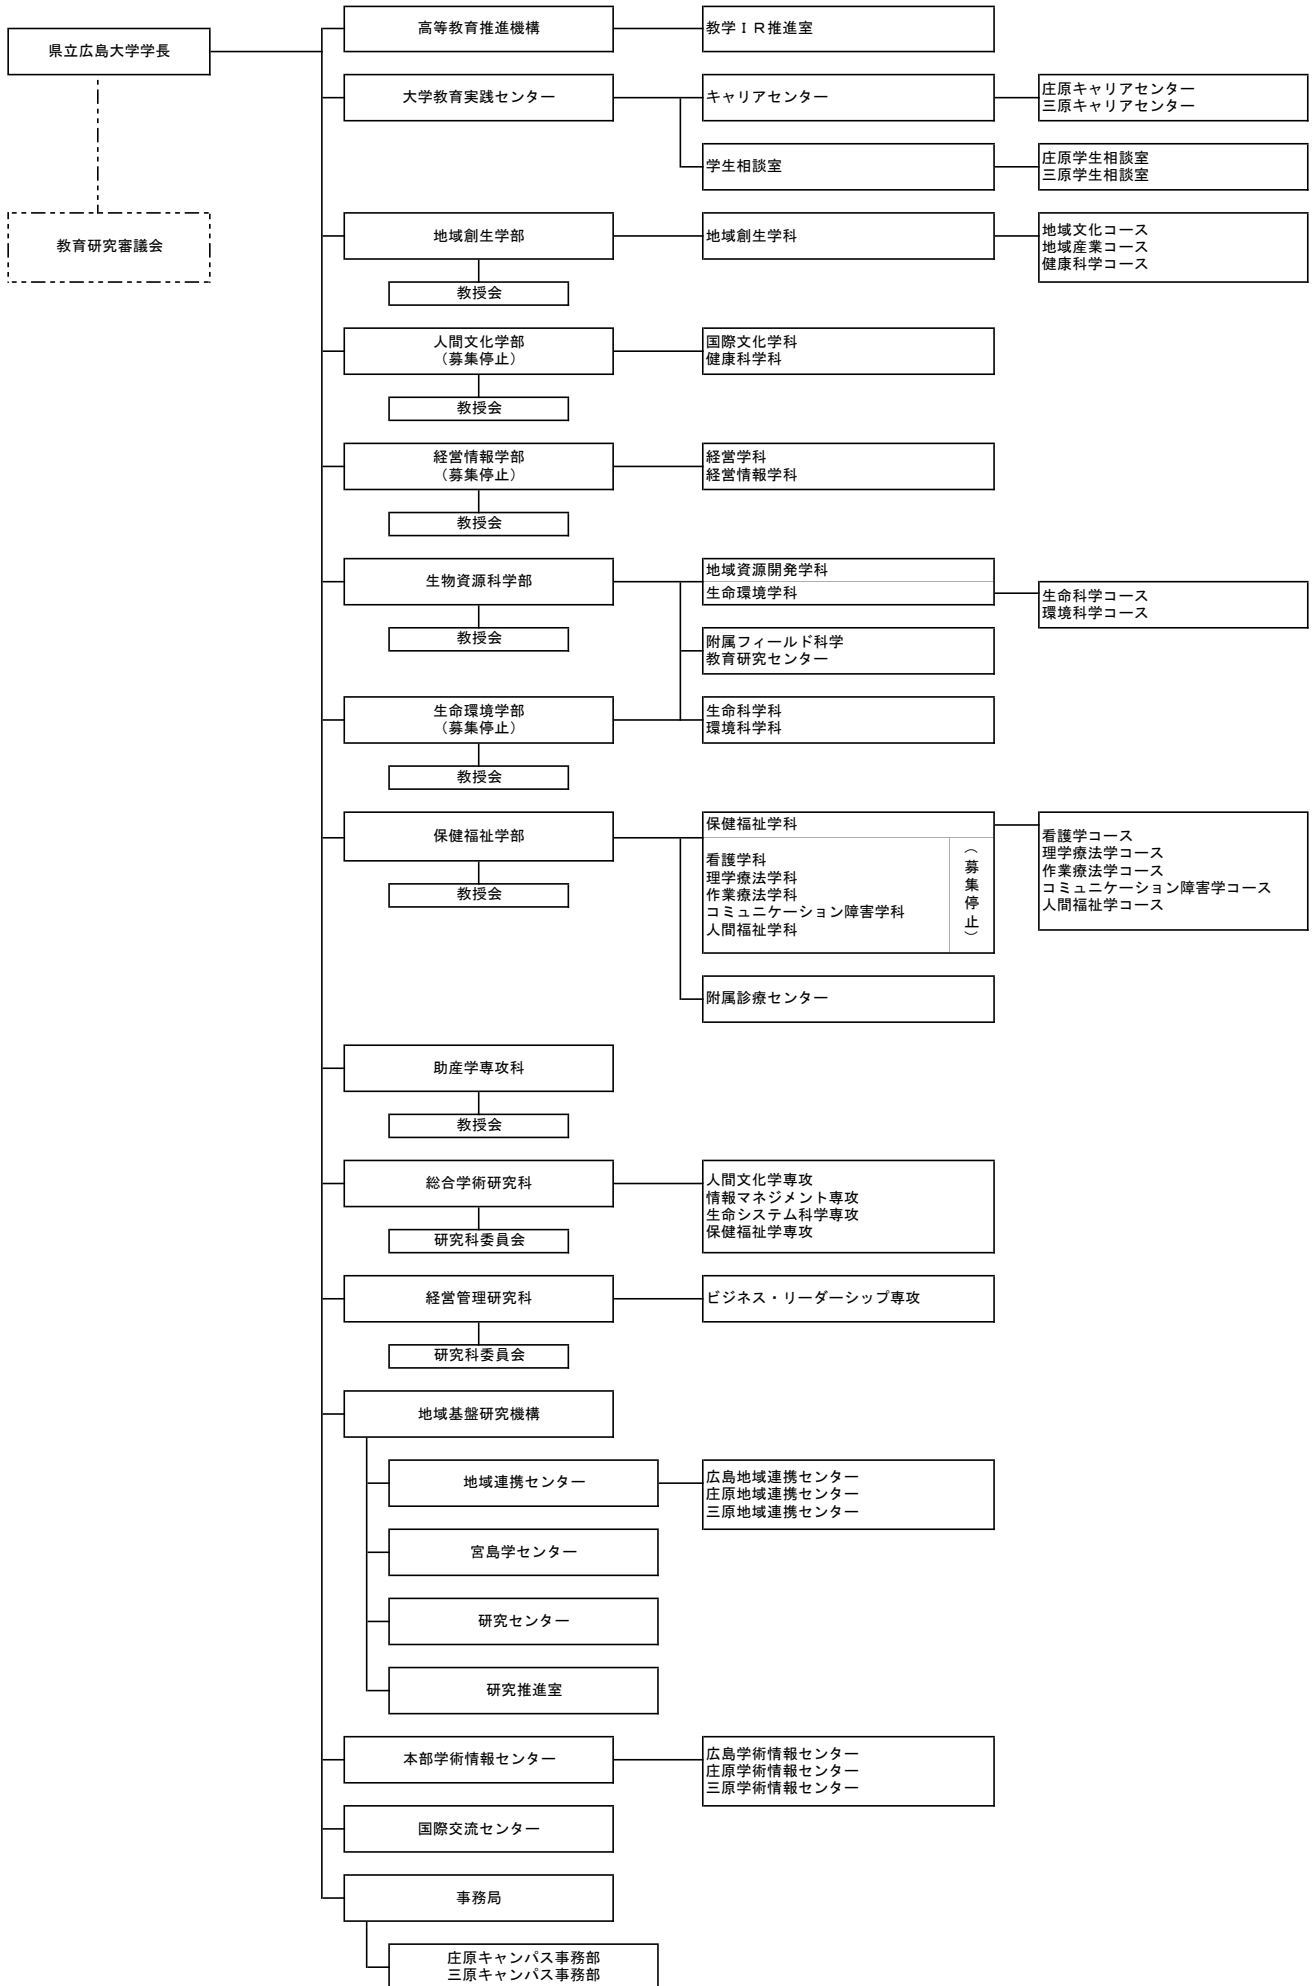 県立広島大学学長
教育研究審議会
高等教育推進機構
教学ＩＲ推進室
大学教育実践センター
キャリアセンター
庄原キャリアセンター
三原キャリアセンター
学生相談室
庄原学生相談室
三原学生相談室
地域創生学部
教授会
地域創生学科
地域文化コース
地域産業コース
健康科学コース
人間文化学部
（募集停止）
教授会
国際文化学科
健康科学科
経営情報学部
（募集停止）
教授会
経営学科
経営情報学科
生物資源科学部
教授会
地域資源開発学科
生命環境学科
生命科学コース
環境科学コース
附属フィールド科学
教育研究センター
生命環境学部
（募集停止）
教授会
生命科学科
環境科学科
保健福祉学部
教授会
保健福祉学科
看護学科
理学療法学科
作業療法学科
コミュニケーション障害学科
人間福祉学科
（募集停止）
看護学コース
理学療法学コース
作業療法学コース
コミュニケーション障害学コース
人間福祉学コース
附属診療センター
助産学専攻科
教授会
総合学術研究科
研究科委員会
人間文化学専攻
情報マネジメント専攻
生命システム科学専攻
保健福祉学専攻
経営管理研究科
研究科委員会
ビジネス・リーダーシップ専攻
地域基盤研究機構
地域連携センター
広島地域連携センター
庄原地域連携センター
三原地域連携センター
宮島学センター
研究センター
研究推進室
本部学術情報センター
広島学術情報センター
庄原学術情報センター
三原学術情報センター
国際交流センター
事務局
庄原キャンパス事務部
三原キャンパス事務部